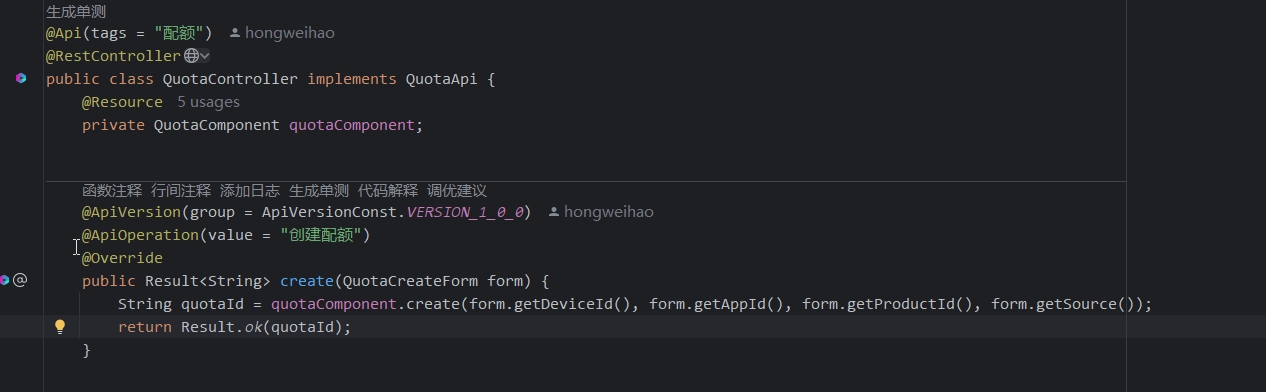 生成单测
@Api(tags = "配额") hongweihao
@RestController
public class QuotaController implements QuotaApi {
@Resource 5 usages
private QuotaComponent quotaComponent;
函数注释 行间注释 添加日志 生成单测 代码解释 调优建议
@ApiVersion(group = ApiVersionConst.VERSION_1_0_0) hongweihao
@ApiOperation(value = "创建配额")
@Override
public Result<String> create(QuotaCreateForm form) {
String quotaId = quotaComponent.create(form.getDeviceId(), form.getAppId(), form.getProductId(), form.getSource());
return Result.ok(quotaId);
}